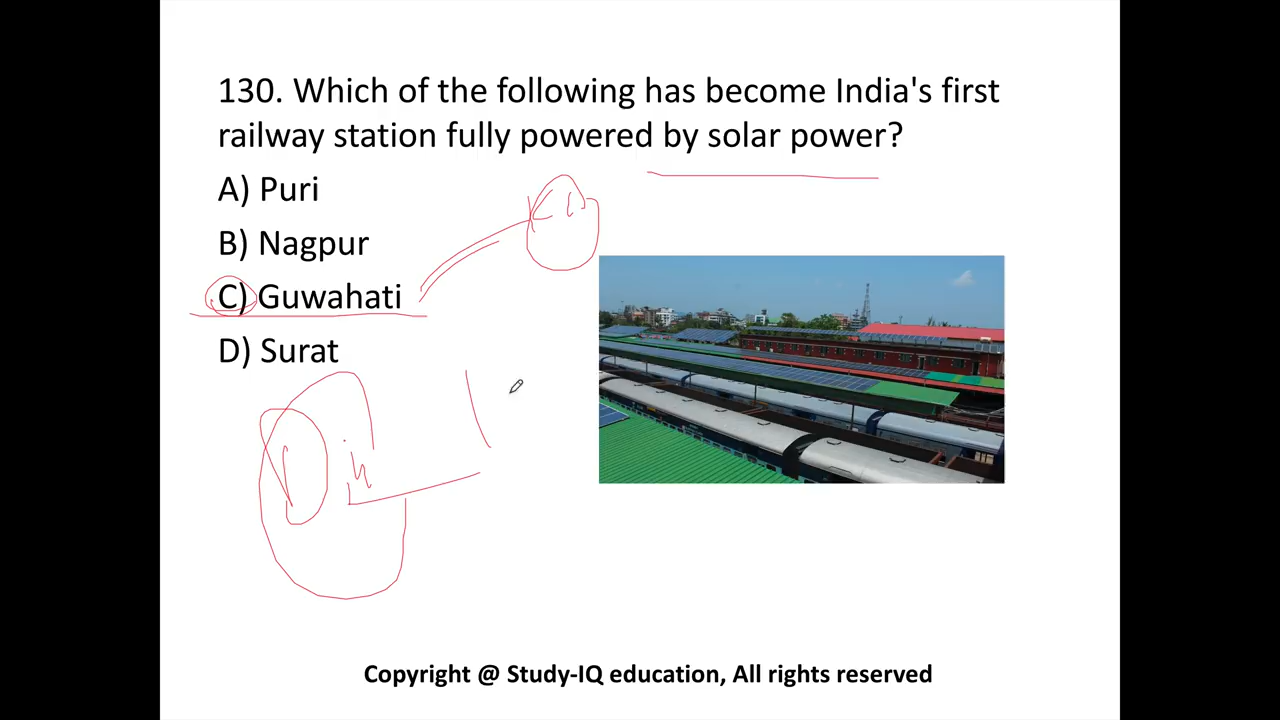 130. Which of the following has become India's first
railway station fully powered by solar power?
A) Puri
B) Nagpur
C) Guwahati
D) Surat
Copyright @ Study-IQ education, All rights reserved